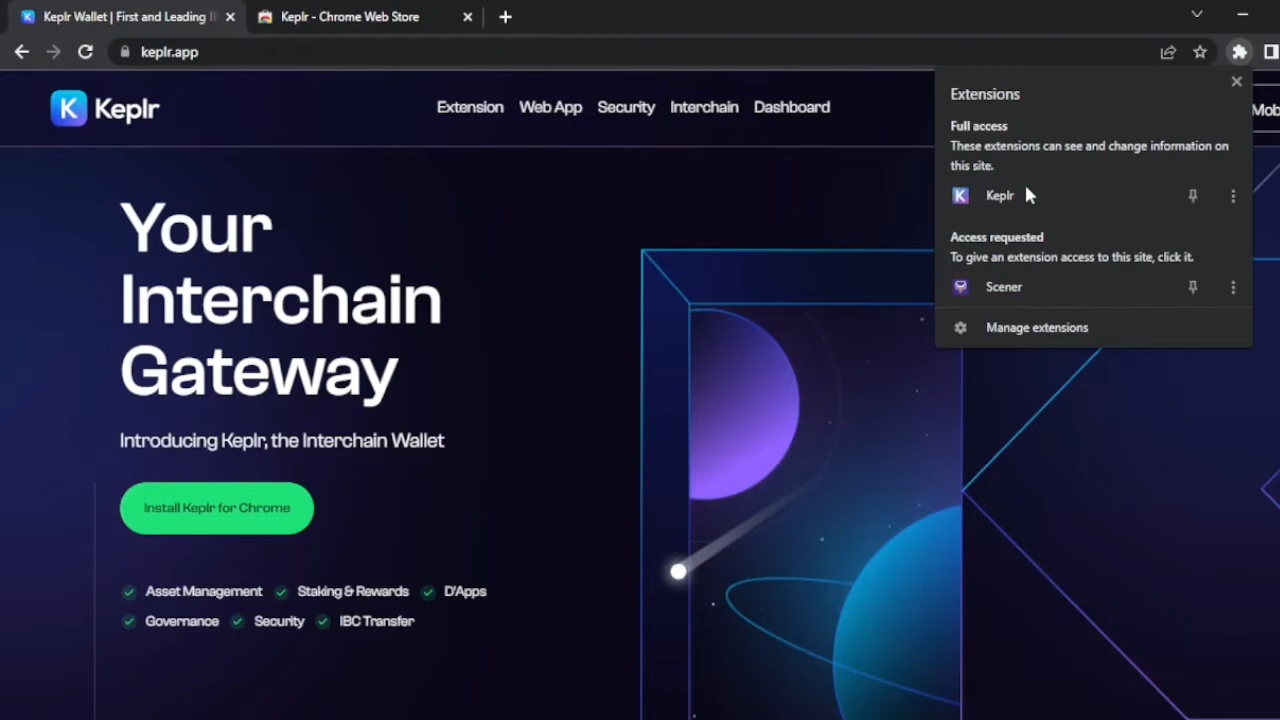 Keplr Wallet | First and Leading I
Keplr - Chrome Web Store
keplr.app
K Keplr
Extension Web App Security Interchain Dashboard
Mob
Extensions
Full access
These extensions can see and change information on
this site.
K Keplr
Access requested
To give an extension access to this site, click it.
Scener
Manage extensions
Your
Interchain
Gateway
Introducing Keplr, the Interchain Wallet
Install Keplr for Chrome
Asset Management Staking & Rewards D'Apps
Governance Security IBC Transfer